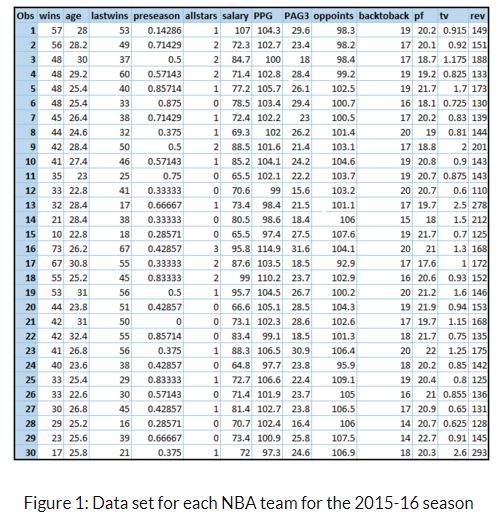 Obs wins age lastwins preseason allstars salary PPG PAG3 oppoints backtoback pf tv rev
1 57 28 53 0.14286 1 107 104.3 29.6 98.3 19 20.3 0.915 149
2 56 28.2 49 0.71429 2 72.3 102.7 23.4 98.2 17 20.1 0.92 151
3 48 30 37 0.5 2 84.7 100 18 98.4 17 18.7 1.175 188
4 48 29.2 60 0.57143 2 71.4 102.8 28.4 99.2 19 19.2 0.825 133
5 48 25.4 40 0.85714 1 77.2 105.7 26.1 102.5 19 21.7 1.7 173
6 48 25.4 33 0.875 0 78.5 103.4 29.4 100.7 16 18.1 0.725 130
7 45 26.4 38 0.71429 1 72.4 102.2 23 100.5 17 20.2 0.83 139
8 44 24.6 32 0.375 1 69.3 102 26.2 101.4 20 19 0.81 144
9 42 28.4 50 0.5 2 88.5 101.6 21.4 103.1 17 18.8 2 201
10 41 27.4 46 0.57143 1 85.2 104.1 24.2 104.6 19 20.8 0.9 143
11 35 23 25 0.75 0 65.5 102.1 22.2 103.7 19 20.7 0.875 143
12 33 22.8 41 0.33333 0 70.6 99 15.6 103.2 20 20.7 0.6 110
13 32 28.4 17 0.66667 1 73.4 98.4 21.5 101.1 17 19.7 2.5 278
14 21 28.4 38 0.33333 0 80.5 98.6 18.4 106 15 18 1.5 212
15 10 22.8 18 0.28571 0 65.5 97.4 27.5 107.6 19 21.7 0.7 125
16 73 26.2 67 0.42857 3 95.8 114.9 31.6 104.1 20 21 1.3 168
17 67 30.8 55 0.33333 2 87.6 103.5 18.5 92.9 17 17.6 1 172
18 55 25.2 45 0.83333 2 99 110.2 23.7 102.9 16 20.6 0.93 152
19 53 31 56 0.5 1 95.7 104.5 26.7 100.2 20 21.2 1.6 146
20 44 23.8 51 0.42857 0 66.6 105.1 28.5 104.3 19 21.9 0.94 153
21 42 31 50 0 0 73.1 102.3 28.6 102.6 17 19.7 1.15 168
22 42 32.4 55 0.85714 0 83.4 99.1 18.5 101.3 18 21.7 0.75 135
23 41 26.8 56 0.375 1 88.3 106.5 30.9 106.4 20 22 1.25 175
24 40 23.6 38 0.42857 0 64.8 97.7 23.8 95.9 18 20.2 0.85 142
25 33 25.4 29 0.83333 1 72.7 106.6 22.4 109.1 19 20.4 0.8 125
26 33 22.6 30 0.57143 0 71.4 101.9 23.7 105 16 21 0.855 136
27 30 26.8 45 0.42857 1 81.4 102.7 23.8 106.5 17 20.9 0.65 131
28 29 25.2 16 0.28571 0 70.7 102.4 16.4 106 14 20.7 0.625 128
29 23 25.6 39 0.66667 0 73.4 100.9 25.8 107.5 14 22.7 0.91 145
30 17 25.8 21 0.375 1 72 97.3 24.6 106.9 18 20.3 2.6 293
Figure 1: Data set for each NBA team for the 2015-16 season